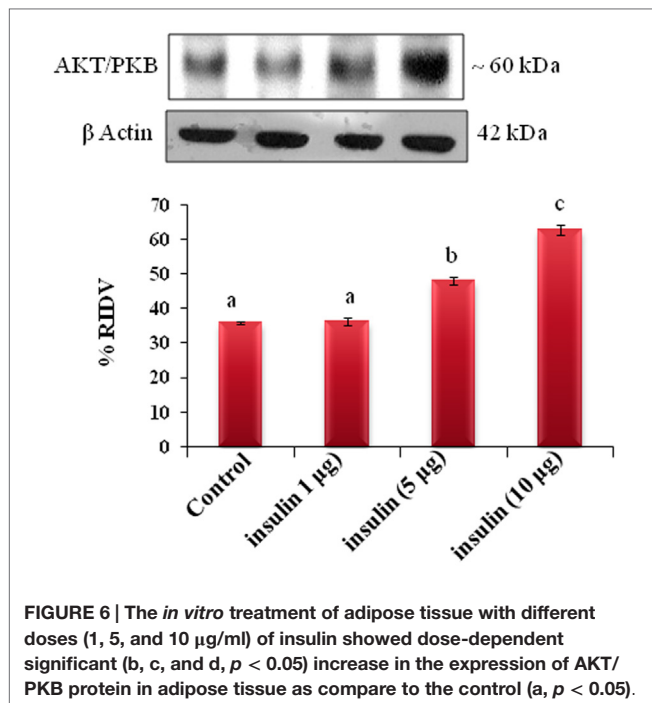 AKT/PKB ~ 60 kDa
β Actin 42 kDa
% RIDV
70
60
50
40
30
20
10
0
a
a
b
c
Control
insulin 1 µg)
insulin (5 µg)
insulin (10 µg)
FIGURE 6 | The in vitro treatment of adipose tissue with different
doses (1, 5, and 10 µg/ml) of insulin showed dose-dependent
significant (b, c, and d, p < 0.05) increase in the expression of AKT/
PKB protein in adipose tissue as compare to the control (a, p < 0.05).